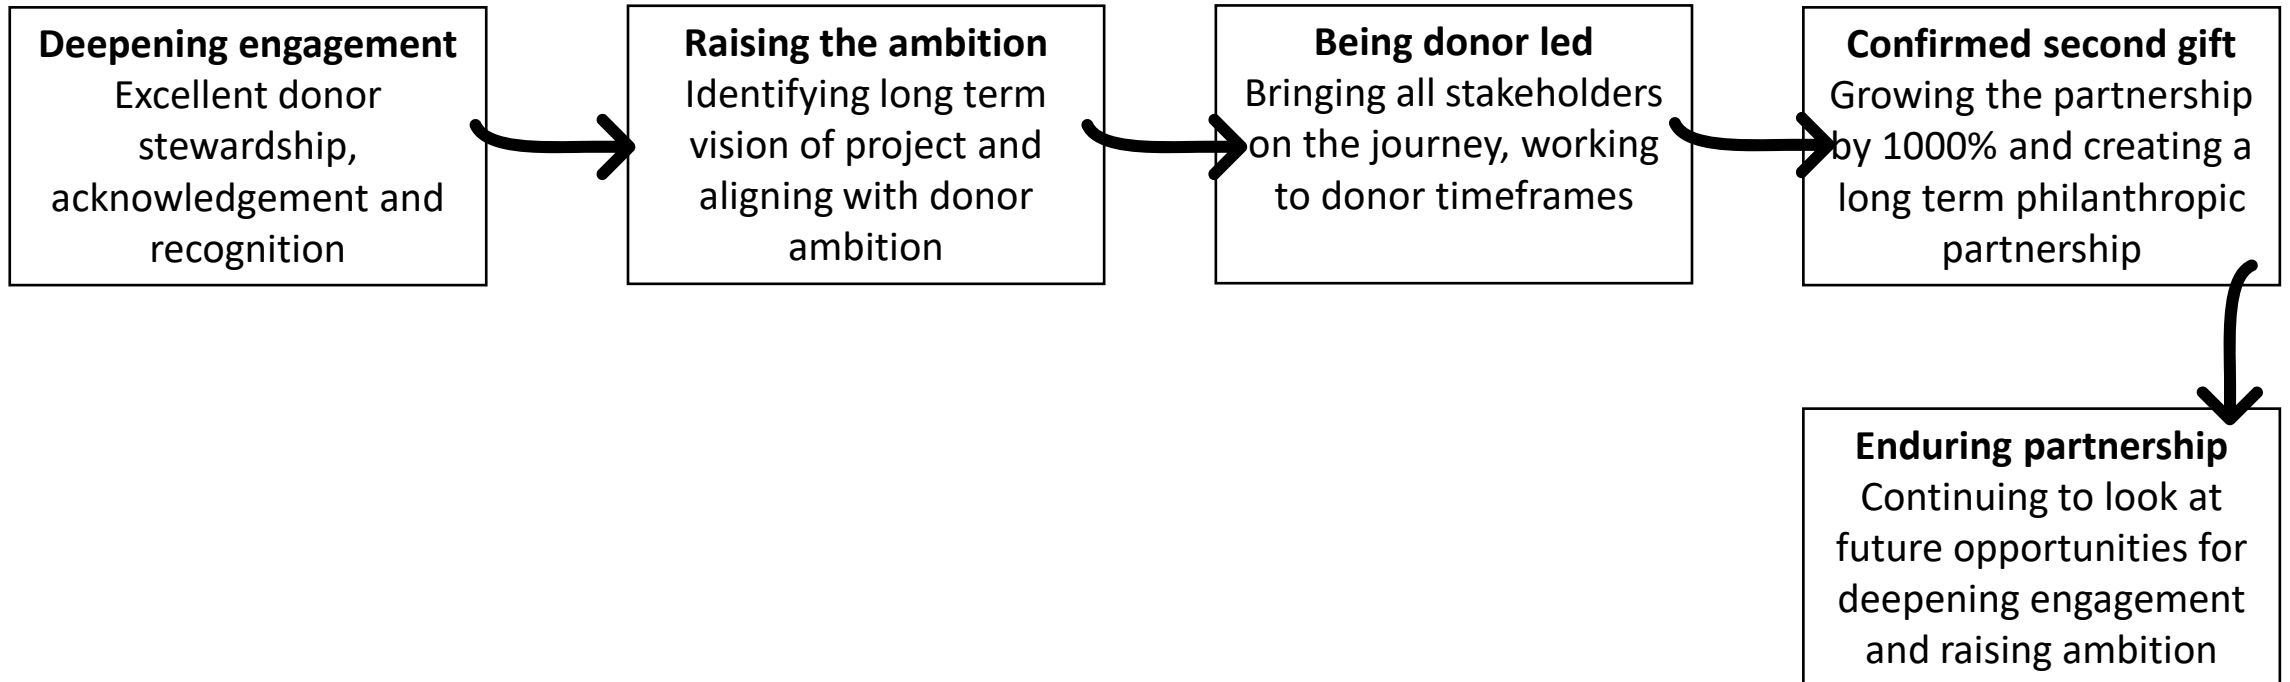 Deepening engagement
Excellent donor
stewardship,
acknowledgement and
recognition
Raising the ambition
Identifying long term
vision of project and
aligning with donor
ambition
Being donor led
Bringing all stakeholders
on the journey, working
to donor timeframes
Confirmed second gift
Growing the partnership
by 1000% and creating a
long term philanthropic
partnership
Enduring partnership
Continuing to look at
future opportunities for
deepening engagement
and raising ambition